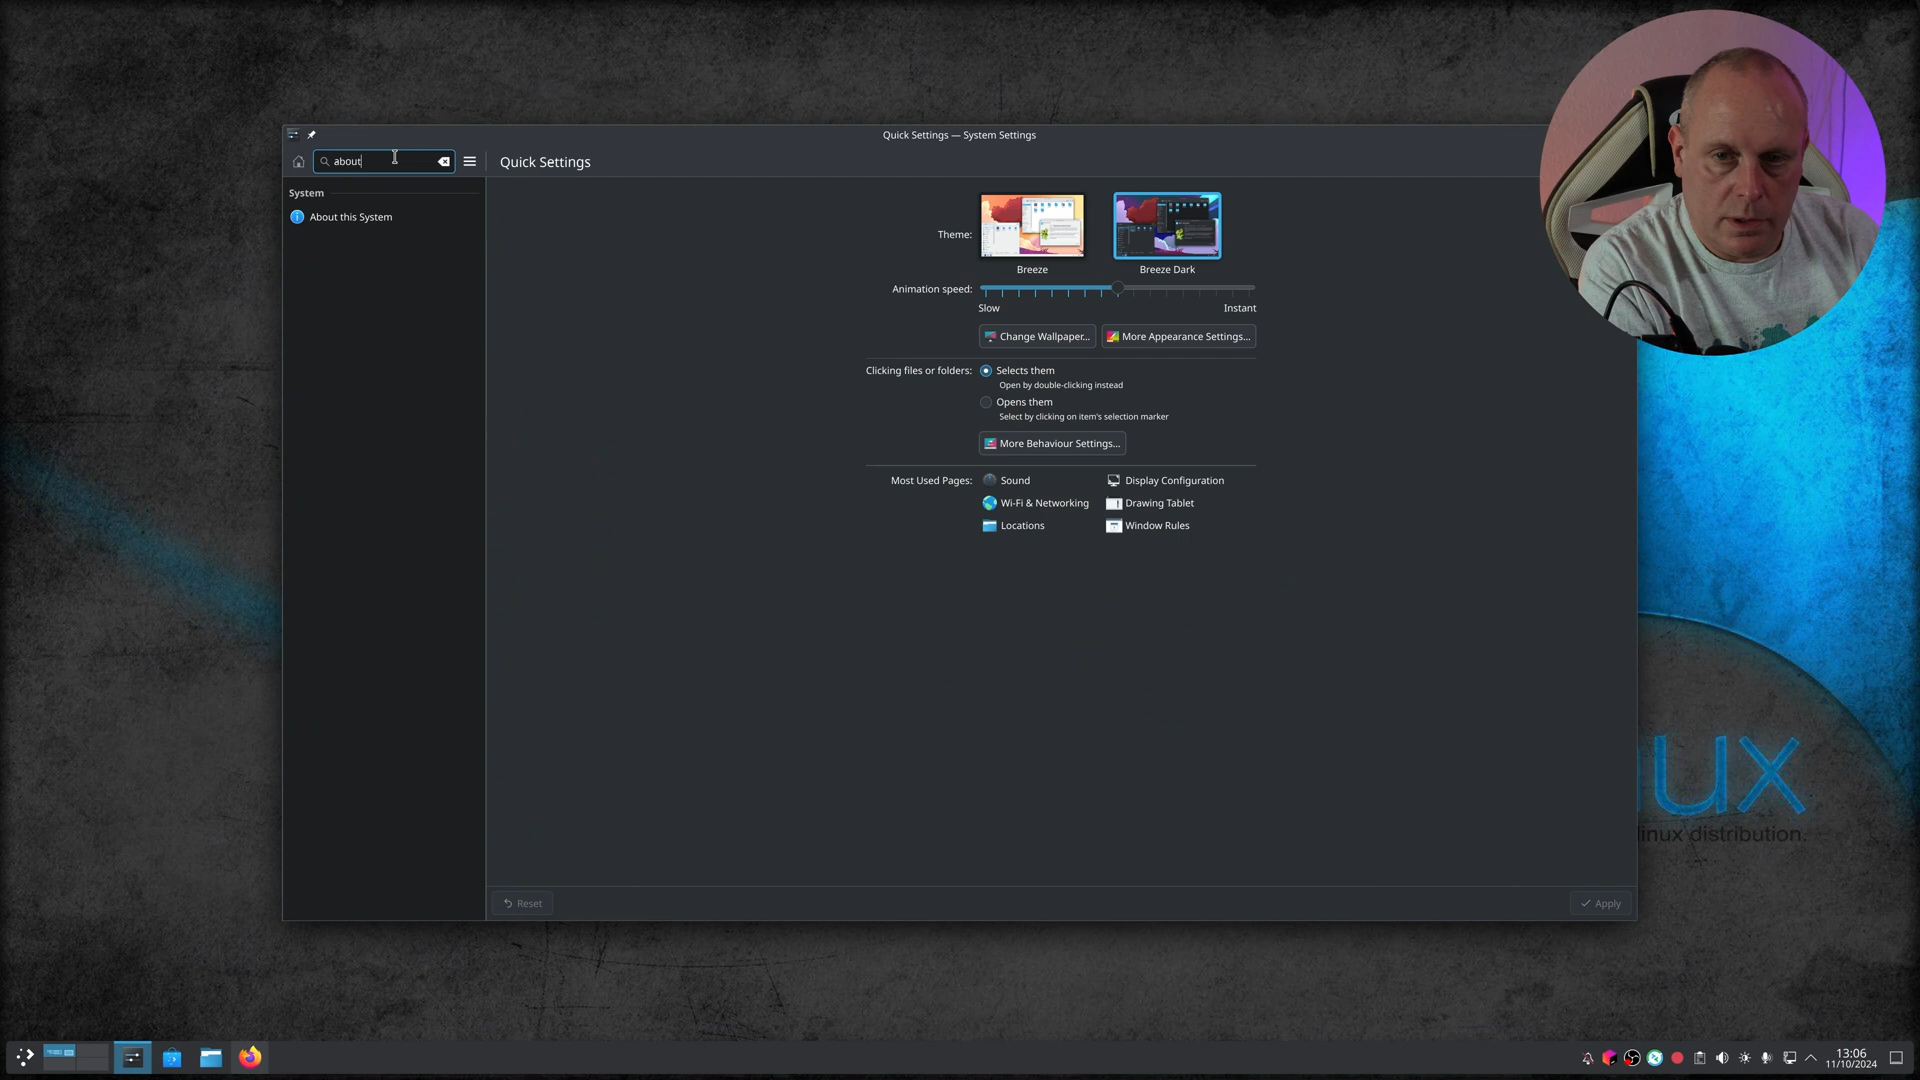 Quick Settings — System Settings
about
Quick Settings
System
About this System
Theme:
Breeze
Breeze Dark
Animation speed:
Slow
Instant
Change Wallpaper...
More Appearance Settings...
Clicking files or folders:
Selects them
Open by double-clicking instead
Opens them
Select by clicking on item's selection marker
More Behaviour Settings...
Most Used Pages:
Sound
Display Configuration
Wi-Fi & Networking
Drawing Tablet
Locations
Window Rules
ux
linux distribution.
Reset
Apply
13:06
11/10/2024